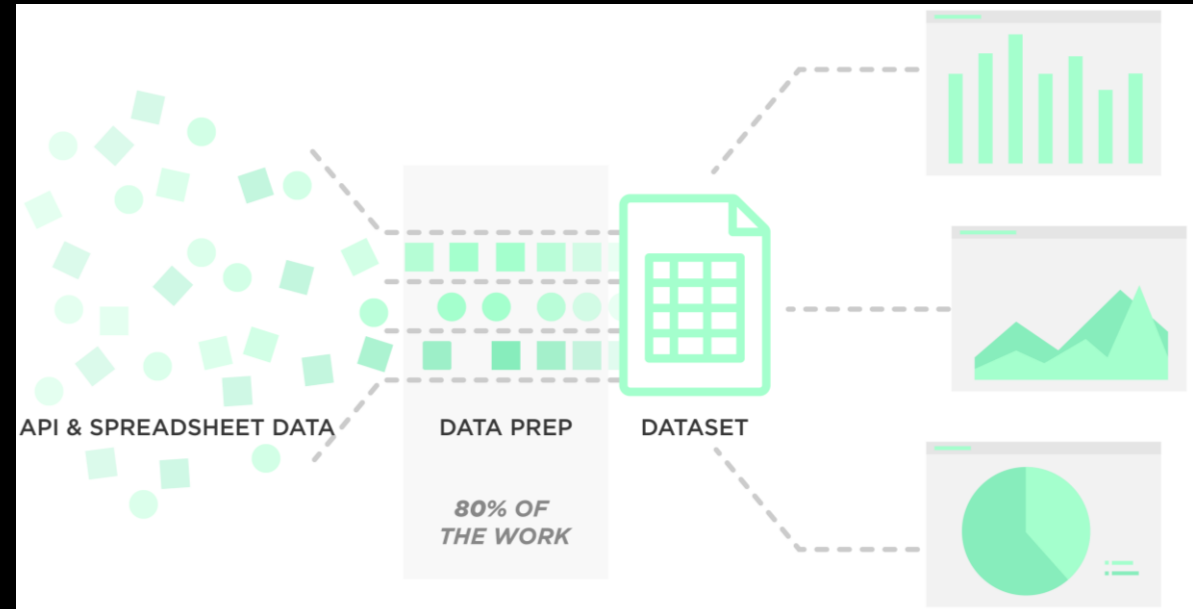 API & SPREADSHEET DATA
DATA PREP
DATASET
80% OF
THE WORK